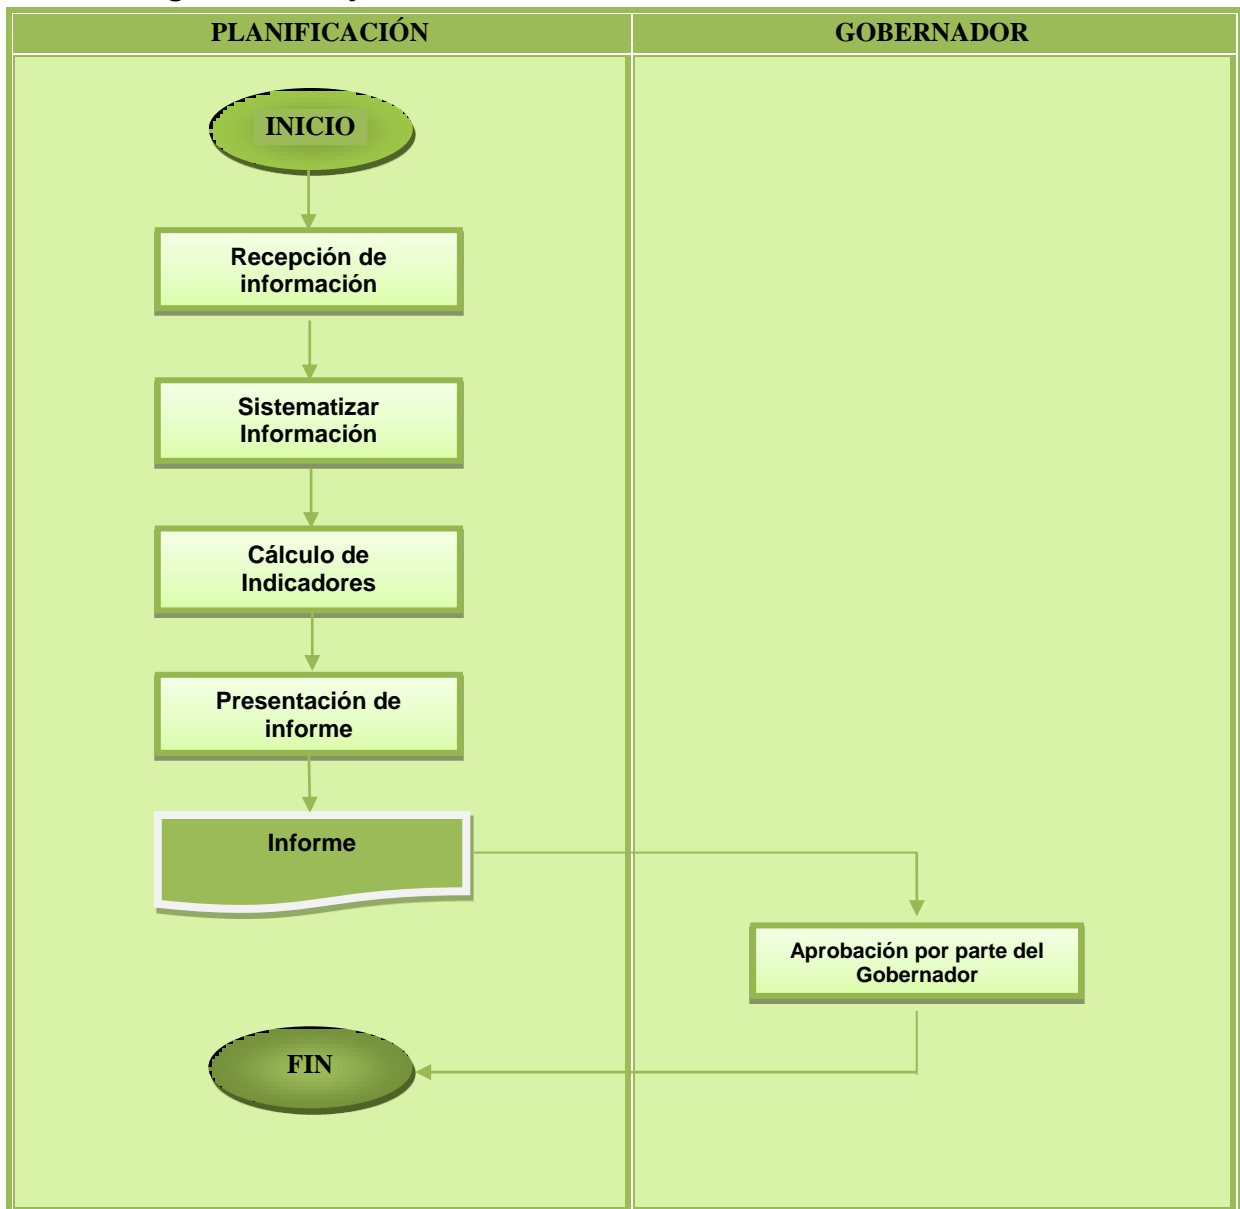 PLANIFICACIÓN
GOBERNADOR
INICIO
Recepción de
información
Sistematizar
Información
Cálculo de
Indicadores
Presentación de
informe
Informe
Aprobación por parte del
Gobernador
FIN